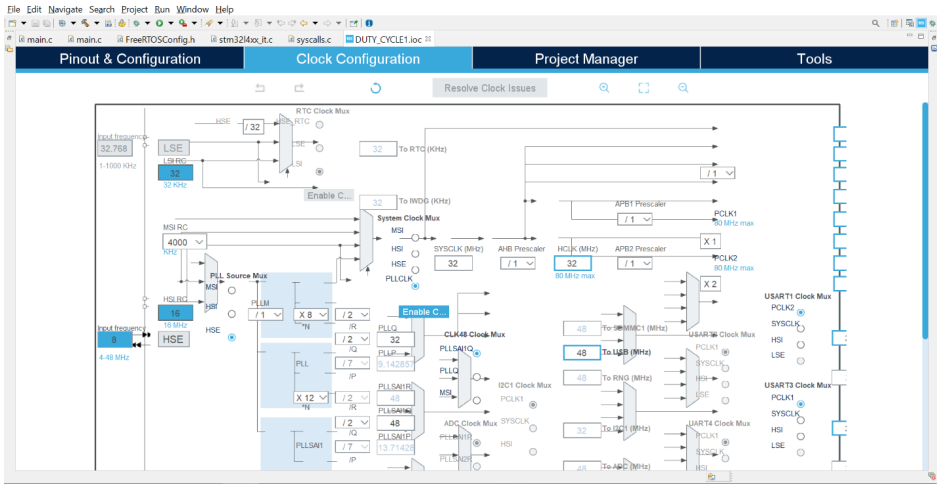 File Edit Navigate Search Project Run Window Help
main.c main.c FreeRTOSConfig.h stm32l4xx_it.c syscalls.c DUTY_CYCLE1.ioc
Pinout & Configuration Clock Configuration Project Manager Tools
Resolve Clock Issues
RTC Clock Mux
HSE HSE_RTC
/ 32
Input frequency
32.768 LSE LSE 32 To RTC (KHz)
1-1000 KHz
LSI RC
32 LSI
32 KHz
/ 1
Enable C... 32 To IWDG (KHz)
APB1 Prescaler
System Clock Mux
/ 1 PCLK1
80 MHz max
MSI RC MSI
4000 X 1
KHz HSI SYSCLK (MHz) AHB Prescaler HCLK (MHz) APB2 Prescaler
HSE 32 / 1 32 / 1 PCLK2
80 MHz max 80 MHz max
PLL Source Mux PLLCLK
MSI X 2
HSI RC PLLM USART1 Clock Mux
16 HSI / 1 X 8 / 2 Enable C... PCLK2
16 MHz *N /R PLLQ SYSCLK
Input frequency HSE / 2 32 CLK48 Clock Mux 48 To SDMMC1 (MHz) USART2 Clock Mux
8 HSE /Q PLLP PLLSAI1Q 48 To USB (MHz) PCLK1 HSI
4-48 MHz PLL / 7 9.142857 SYSCLK LSE
/P PLLQ 48 To RNG (MHz) HSI
PLLSAI1R I2C1 Clock Mux USART3 Clock Mux
X 12 / 2 48 MSI PCLK1 LSE PCLK1
*N /R PLLSAI1Q SYSCLK
/ 2 48 ADC Clock Mux SYSCLK 32 To I2C1 (MHz) UART4 Clock Mux
/Q PLLSAI1P PLLSAI1R HSI PCLK1 HSI
PLLSAI1 / 7 13.71428 SYSCLK LSE
/P PLLSAI2R 48 To ADC (MHz) HSI